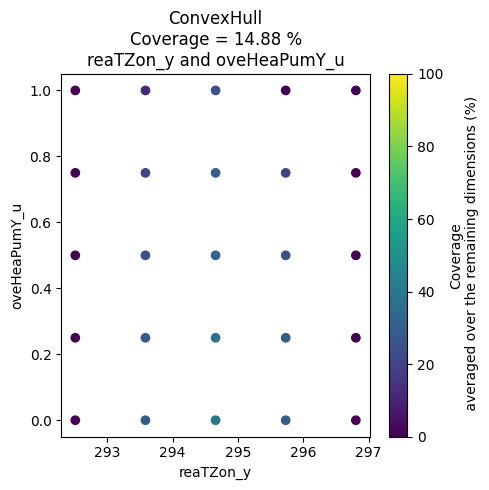 ConvexHull
Coverage = 14.88 %
reaTZon_y and oveHeaPumY_u
1.0
0.8
0.6
0.4
0.2
0.0
oveHeaPumY_u
293
294
295
296
297
reaTZon_y
100
80
60
40
20
0
Coverage
averaged over the remaining dimensions (%)